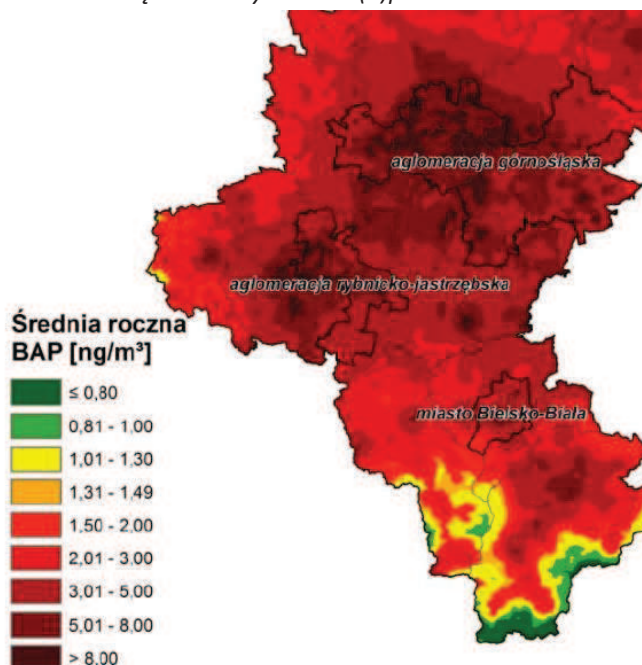 aglomeracja górnośląska
aglomeracja rybnicko-jastrzębska
Średnia roczna
BAP [ng/m³]
miasto Bielsko-Biała
≤ 0,80
0,81 - 1,00
1,01 - 1,30
1,31 - 1,49
1,50 - 2,00
2,01 - 3,00
3,01 - 5,00
5,01 - 8,00
> 8,00